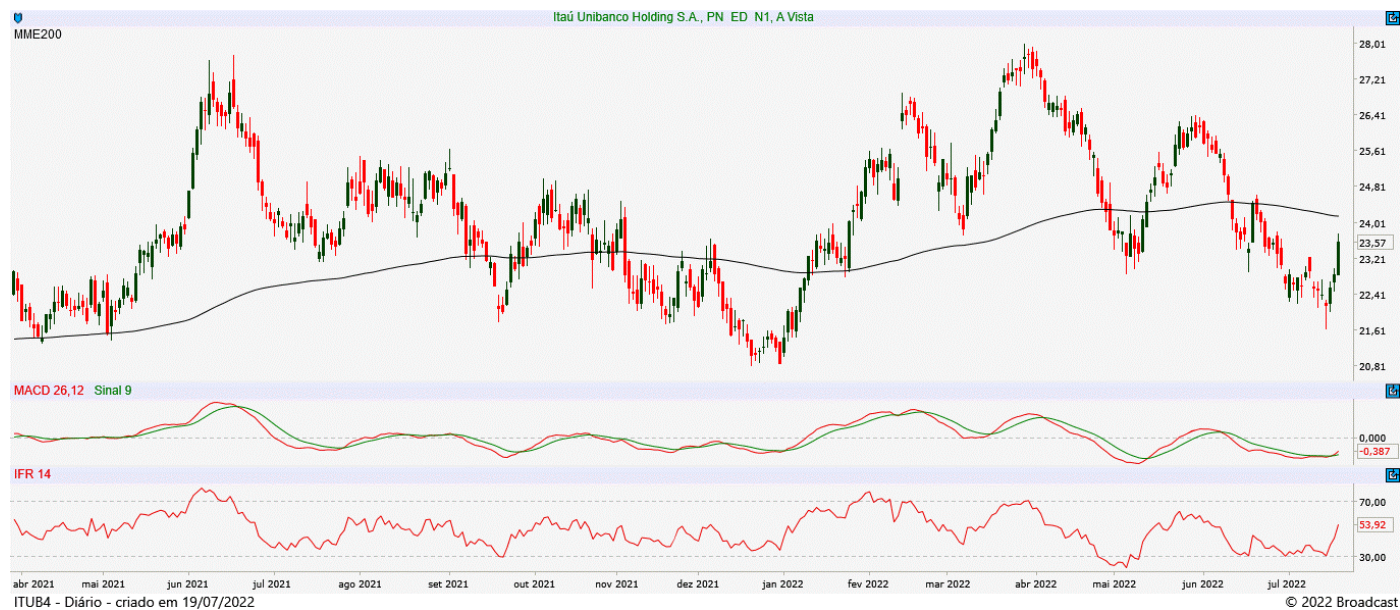 Itaú Unibanco Holding S.A., PN ED N1, A Vista
MME200
28,01
27,21
26,41
25,61
24,81
24,01
23,57
23,21
22,41
21,61
20,81
MACD 26,12 Sinal 9
0,000
-0,387
IFR 14
70,00
53,92
30,00
abr 2021 mai 2021 jun 2021 jul 2021 ago 2021 set 2021 out 2021 nov 2021 dez 2021 jan 2022 fev 2022 mar 2022 abr 2022 mai 2022 jun 2022 jul 2022
ITUB4 - Diário - criado em 19/07/2022 © 2022 Broadcast